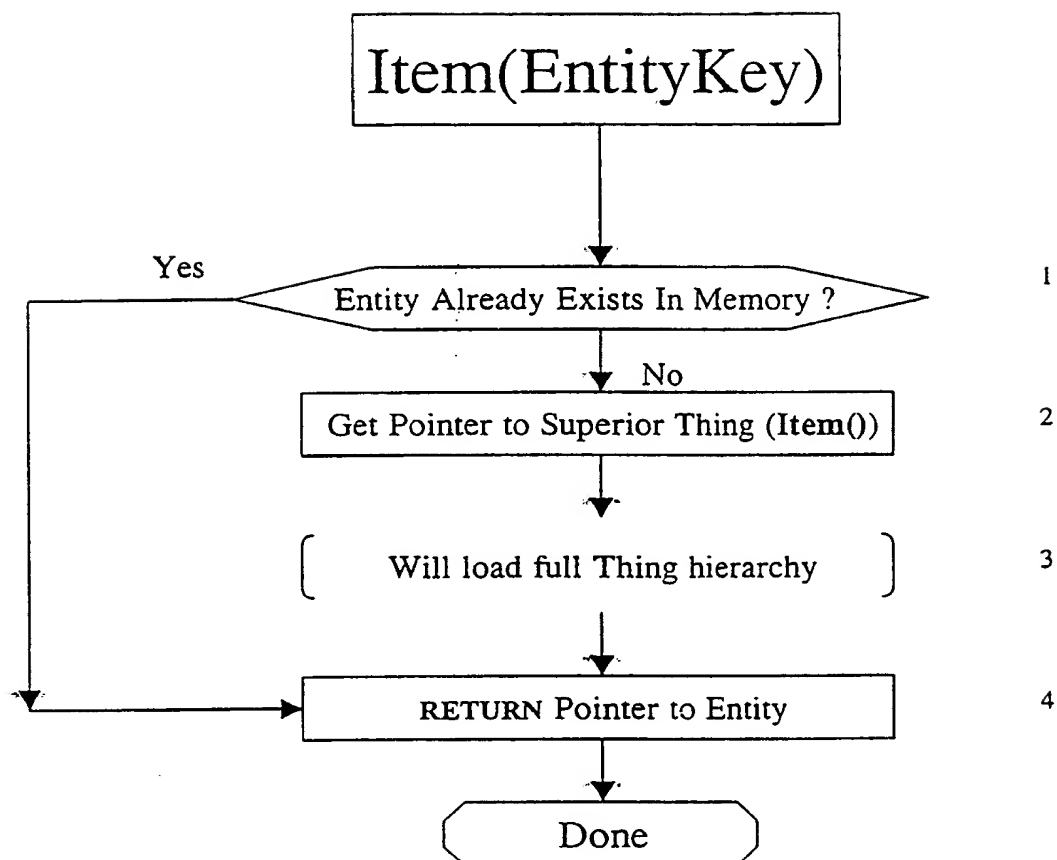 Item(EntityKey)
Yes
Entity Already Exists In Memory ?
1
No
Get Pointer to Superior Thing (Item())
2
Will load full Thing hierarchy
3
RETURN Pointer to Entity
4
Done